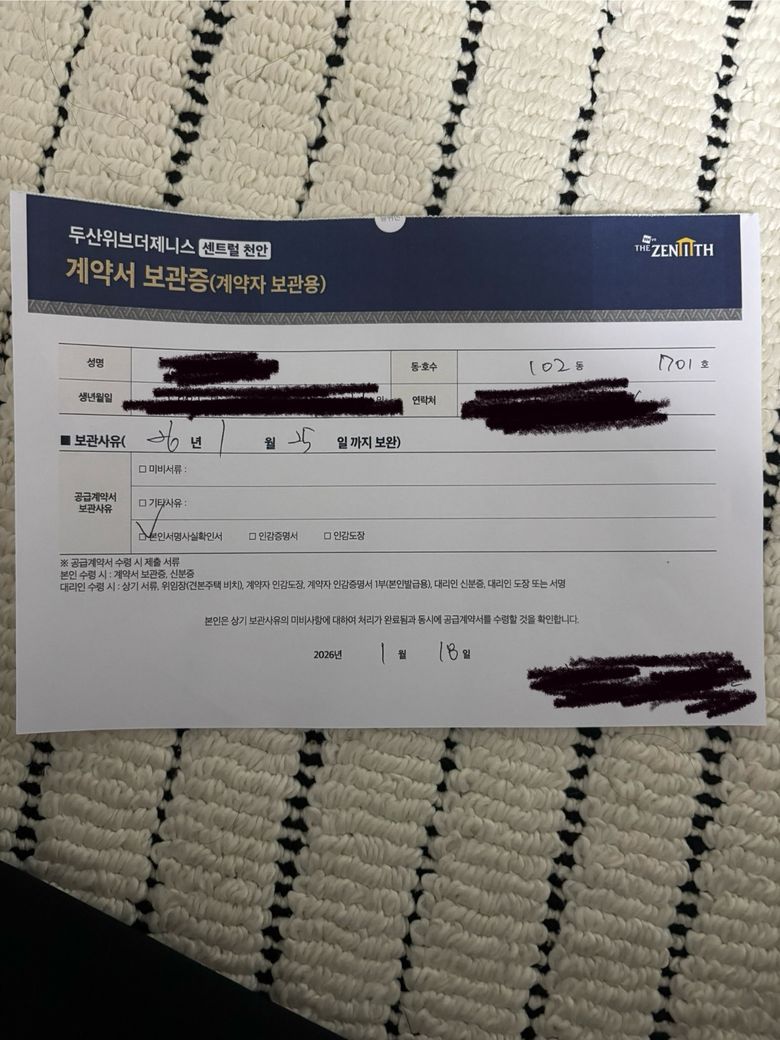 두산위브더제니스 센트럴 천안
계약서 보관증(계약자 보관용)
THE ZENITH
성명
동·호수 102 동 1701 호
생년월일
연락처
■ 보관사유( 26 년 1 월 25 일 까지 보완)
공급계약서 보관사유
□ 미비서류 :
□ 기타사유 :
□ 본인서명사실확인서 □ 인감증명서 □ 인감도장
※ 공급계약서 수령 시 제출 서류
본인 수령 시 : 계약서 보관증, 신분증
대리인 수령 시 : 상기 서류, 위임장(견본주택 비치), 계약자 인감도장, 계약자 인감증명서 1부(본인발급용), 대리인 신분증, 대리인 도장 또는 서명
본인은 상기 보관사유의 미비사항에 대하여 처리가 완료됨과 동시에 공급계약서를 수령할 것을 확인합니다.
2026년 1 월 18 일